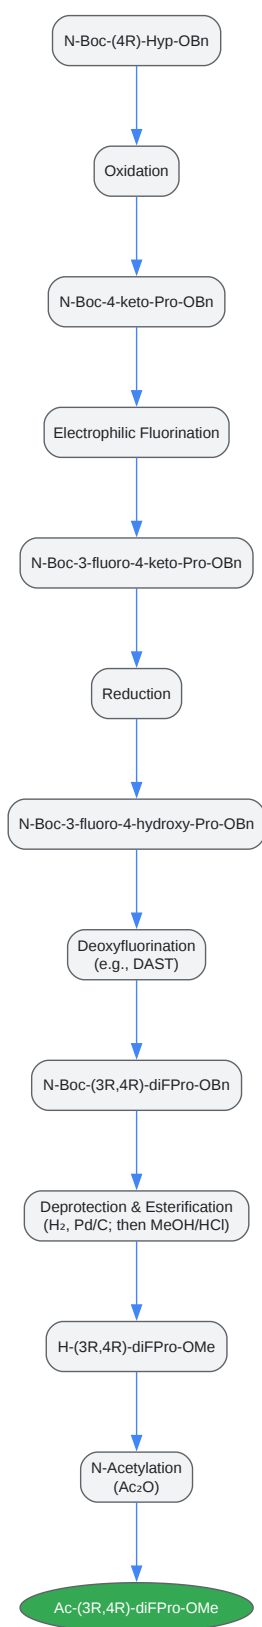 N-Boc-(4R)-Hyp-OBn
Oxidation
N-Boc-4-keto-Pro-OBn
Electrophilic Fluorination
N-Boc-3-fluoro-4-keto-Pro-OBn
Reduction
N-Boc-3-fluoro-4-hydroxy-Pro-OBn
Deoxyfluorination
(e.g., DAST)
N-Boc-(3R,4R)-diFPro-OBn
Deprotection & Esterification
(H₂, Pd/C; then MeOH/HCl)
H-(3R,4R)-diFPro-OMe
N-Acetylation
(Ac₂O)
Ac-(3R,4R)-diFPro-OMe